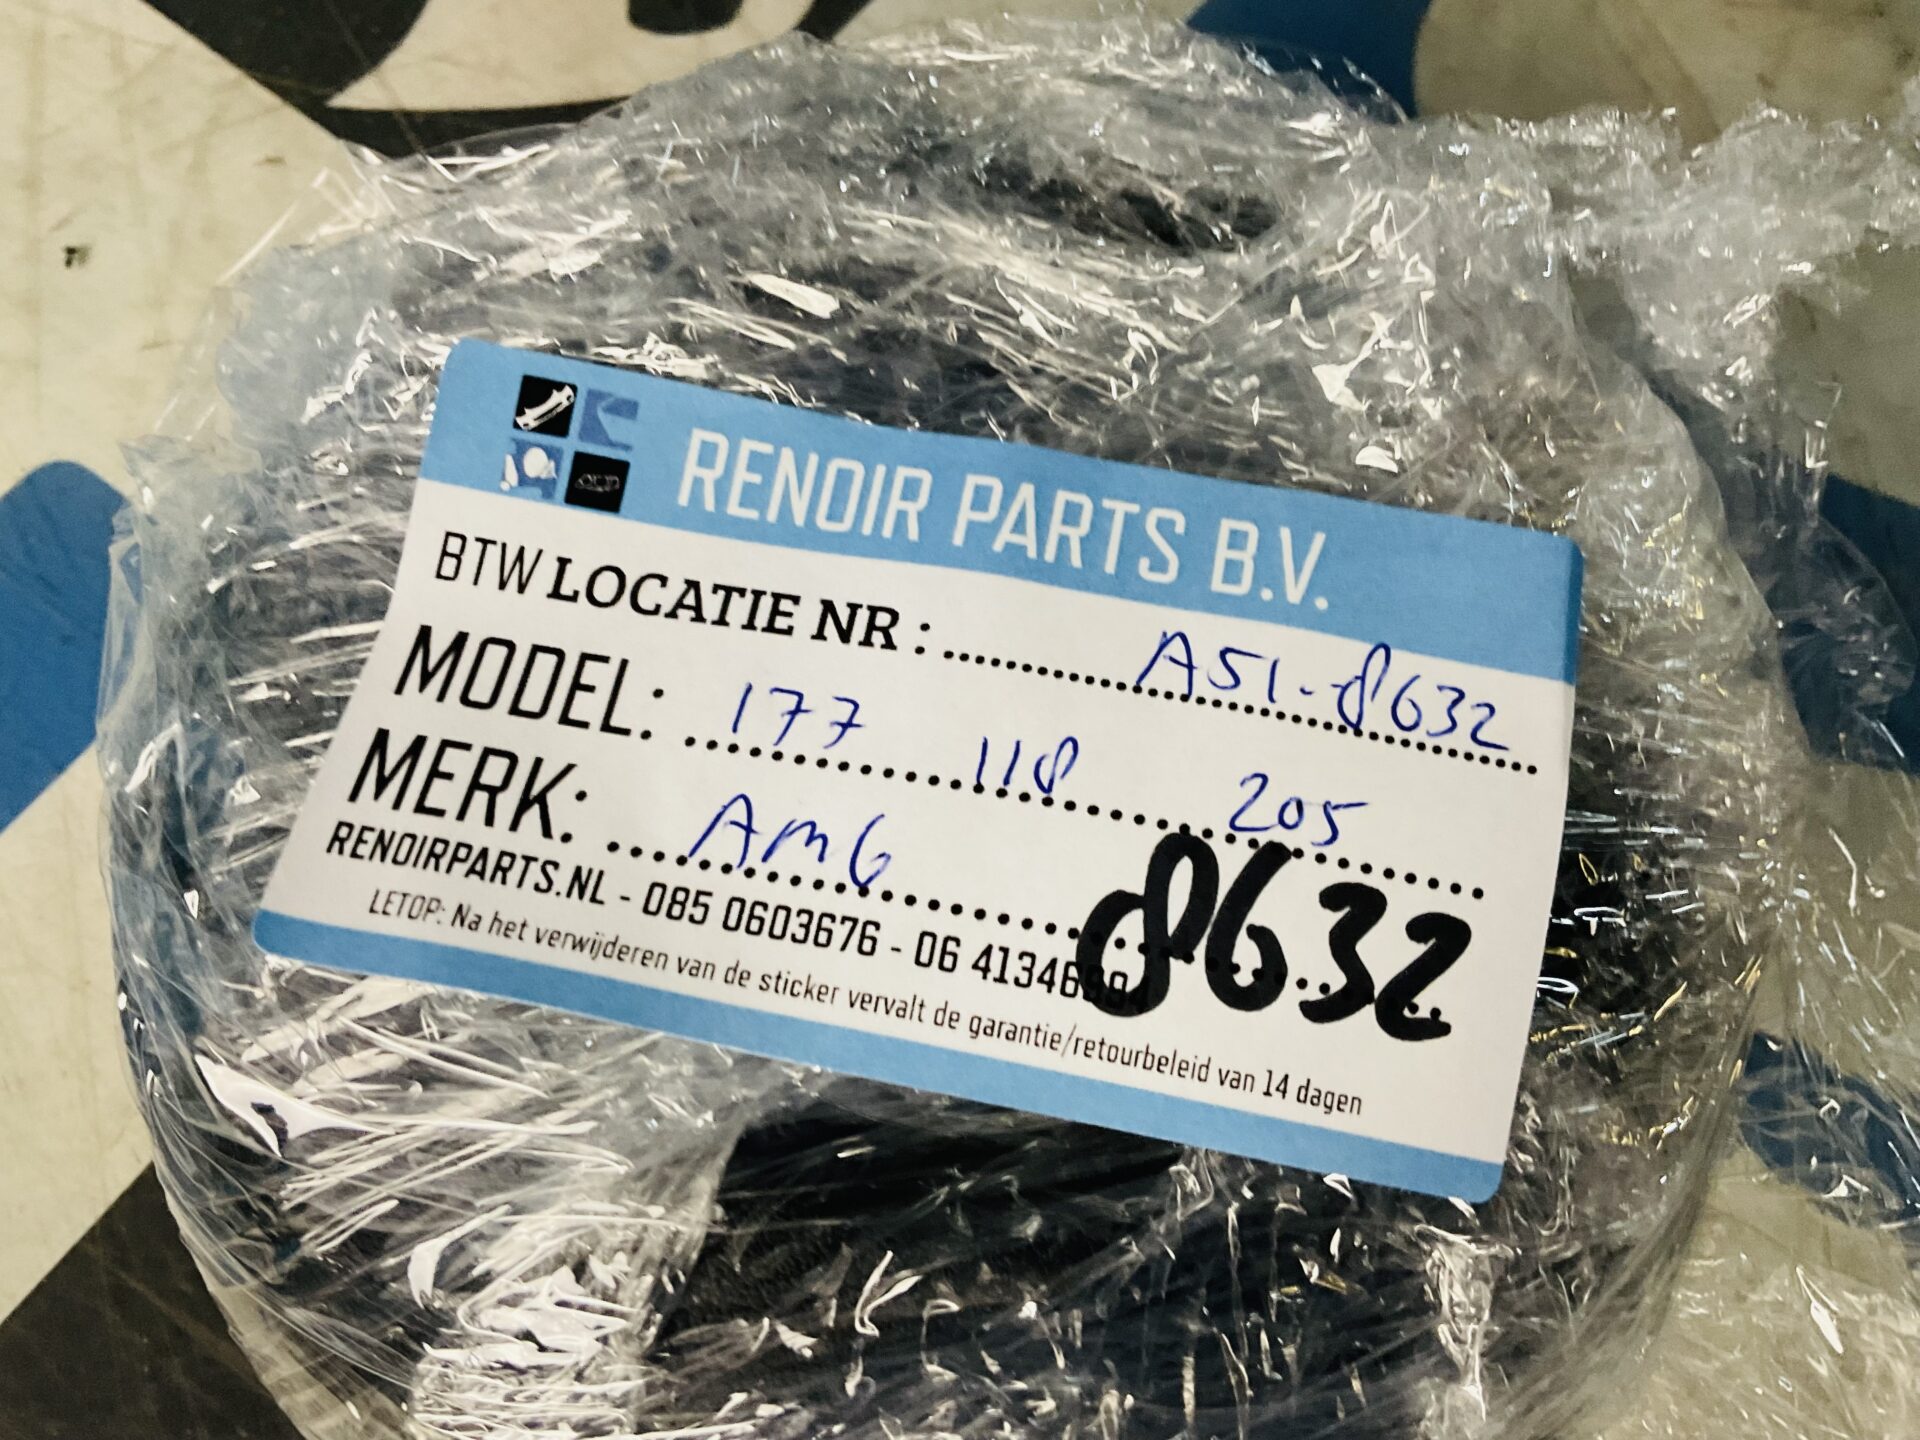 RENOIR PARTS B.V.
BTW LOCATIE NR : A51-8632
MODEL: 177 118 205
MERK: AMG
8632
RENOIRPARTS.NL - 085 0603676 - 06
LETOP: Na het verwijderen van de sticker vervalt de garantie/retourbeleid van 14 dagen